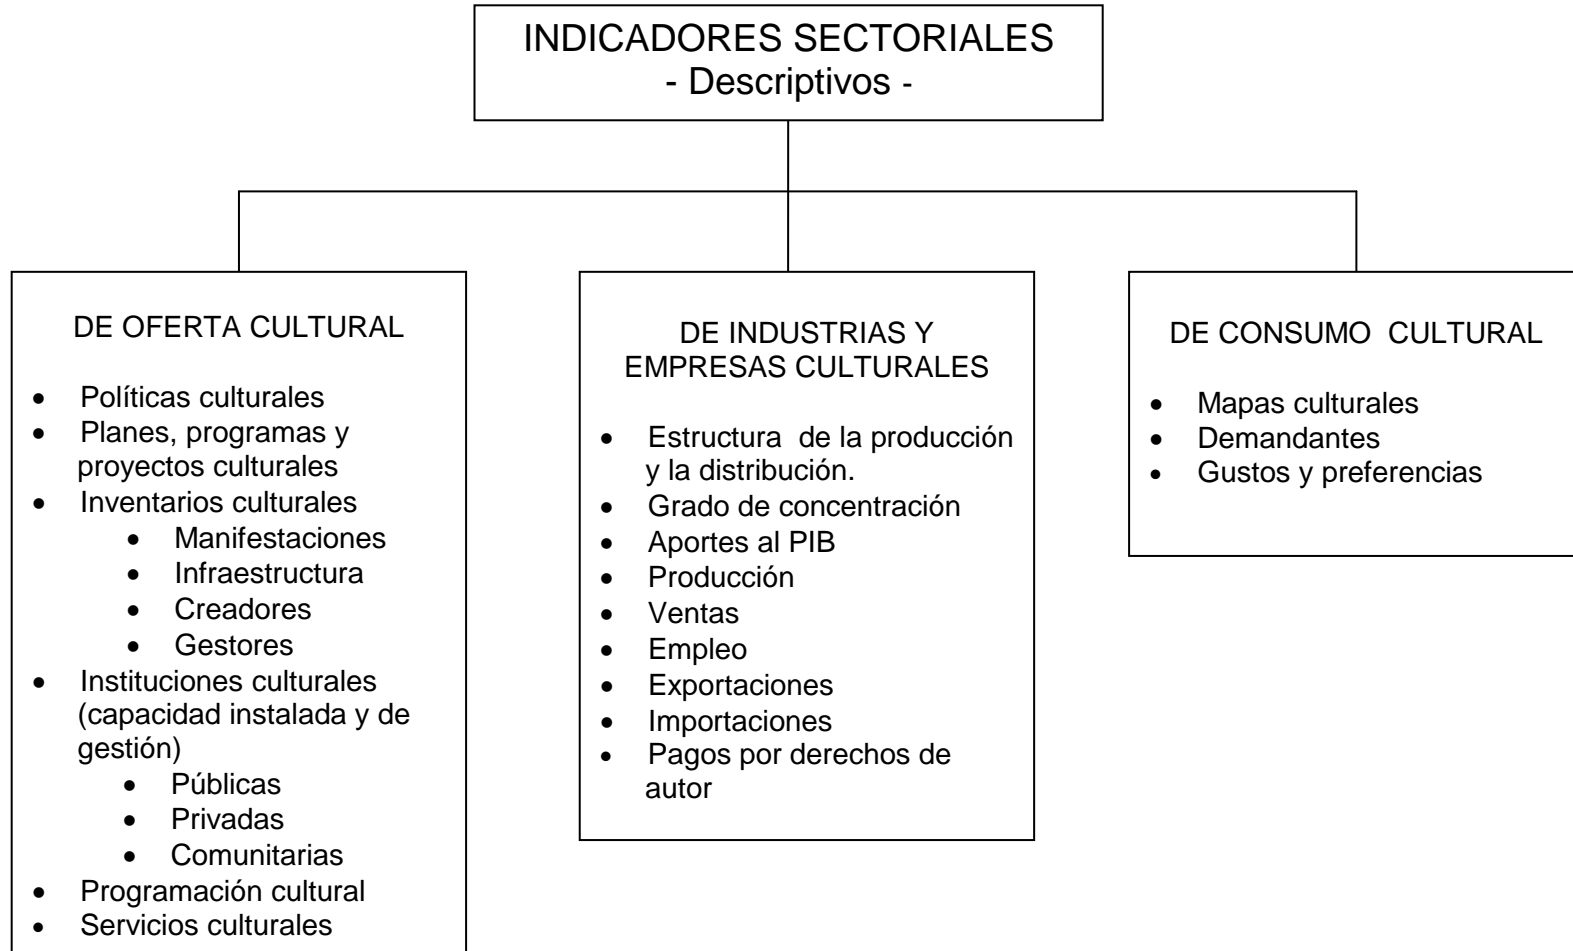 INDICADORES SECTORIALES
- Descriptivos -
DE OFERTA CULTURAL
• Políticas culturales
• Planes, programas y
proyectos culturales
• Inventarios culturales
• Manifestaciones
• Infraestructura
• Creadores
• Gestores
• Instituciones culturales
(capacidad instalada y de
gestión)
• Públicas
• Privadas
• Comunitarias
• Programación cultural
• Servicios culturales
DE INDUSTRIAS Y
EMPRESAS CULTURALES
• Estructura de la producción
y la distribución.
• Grado de concentración
• Aportes al PIB
• Producción
• Ventas
• Empleo
• Exportaciones
• Importaciones
• Pagos por derechos de
autor
DE CONSUMO CULTURAL
• Mapas culturales
• Demandantes
• Gustos y preferencias